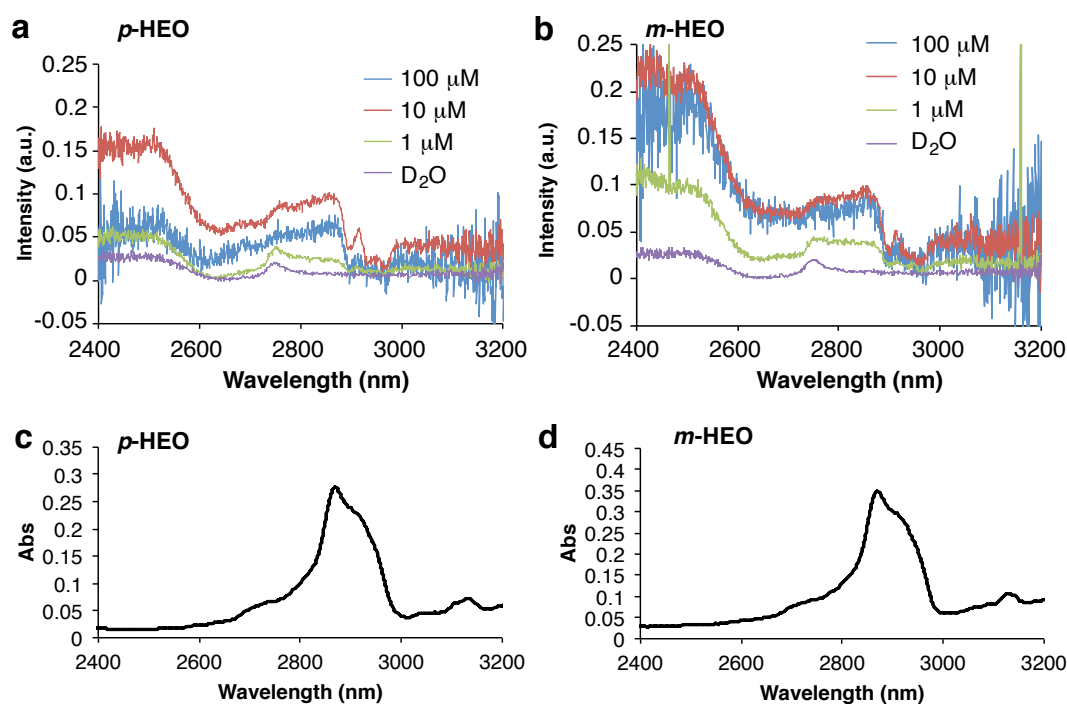 a
p-HEO
0.25
0.2
0.15
0.1
0.05
0
-0.05
Intensity (a.u.)
100 μM
10 μM
1 μM
D2O
2400 2600 2800 3000 3200
Wavelength (nm)
b
m-HEO
0.25
0.2
0.15
0.1
0.05
0
-0.05
Intensity (a.u.)
100 μM
10 μM
1 μM
D2O
2400 2600 2800 3000 3200
Wavelength (nm)
c
p-HEO
0.35
0.3
0.25
0.2
0.15
0.1
0.05
0
Abs
2400 2600 2800 3000 3200
Wavelength (nm)
d
m-HEO
0.45
0.4
0.35
0.3
0.25
0.2
0.15
0.1
0.05
0
Abs
2400 2600 2800 3000 3200
Wavelength (nm)